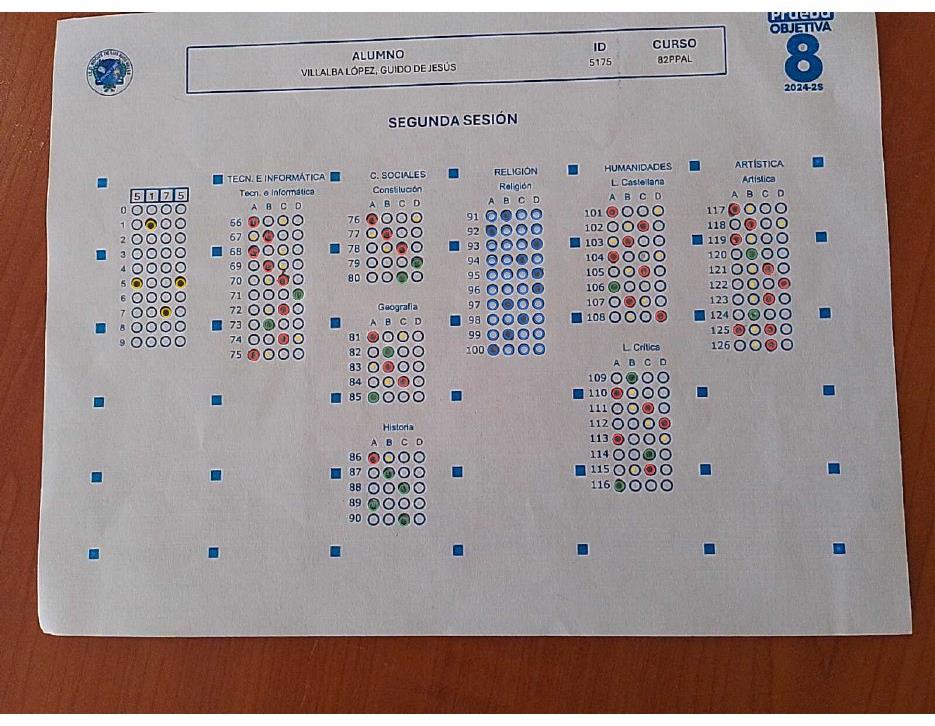 Prueba
OBJETIVA
8
2024-2S
ALUMNO ID CURSO
VILLALBA LÓPEZ, GUIDO DE JESÚS 5175 82PPAL
SEGUNDA SESIÓN
5 1 7 5
0
1
2
3
4
5
6
7
8
9
TECN. E INFORMÁTICA
Tecn. e Informática
A B C D
66
67
68
69
70
71
72
73
74
75
C. SOCIALES
Constitución
A B C D
76
77
78
79
80
Geografía
A B C D
81
82
83
84
85
Historia
A B C D
86
87
88
89
90
RELIGIÓN
Religión
A B C D
91
92
93
94
95
96
97
98
99
100
HUMANIDADES
L. Castellana
A B C D
101
102
103
104
105
106
107
108
L. Crítica
A B C D
109
110
111
112
113
114
115
116
ARTÍSTICA
Artística
A B C D
117
118
119
120
121
122
123
124
125
126